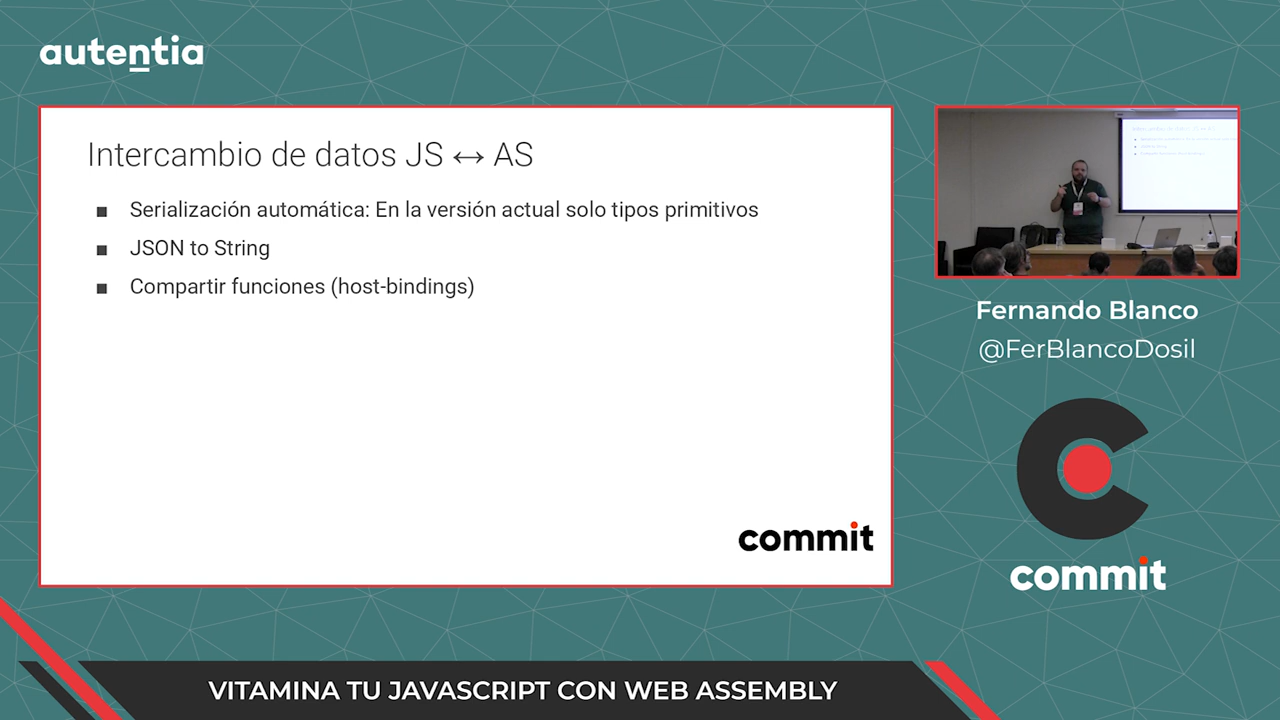 autentia
Intercambio de datos JS ↔ AS
■ Serialización automática: En la versión actual solo tipos primitivos
■ JSON to String
■ Compartir funciones (host-bindings)
commit
Fernando Blanco
@FerBlancoDosil
commit
VITAMINA TU JAVASCRIPT CON WEB ASSEMBLY